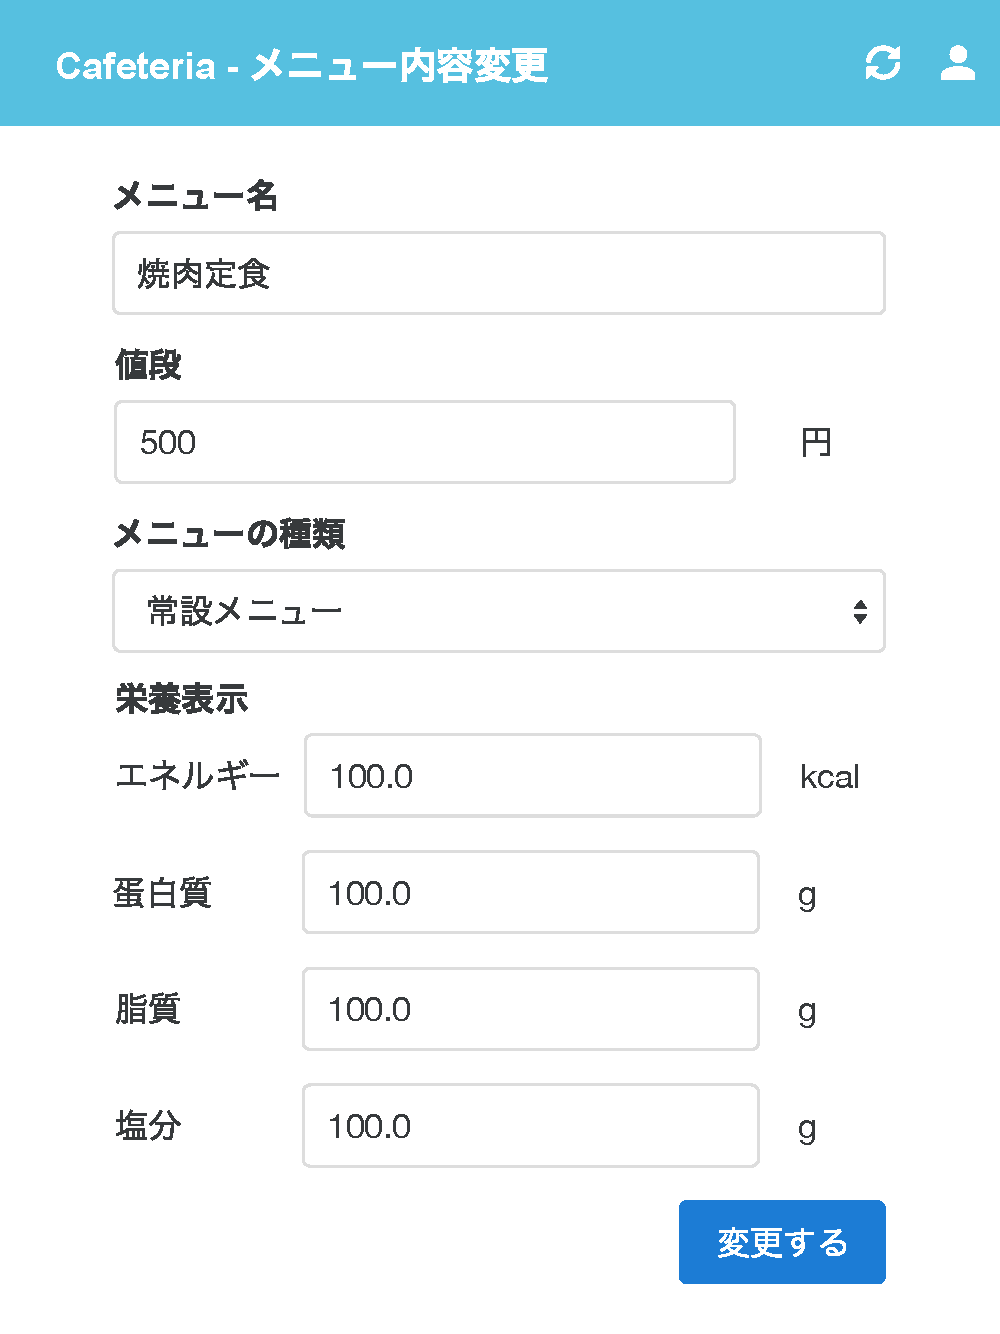 Cafeteria - メニュー内容変更
メニュー名
焼肉定食
値段
500 円
メニューの種類
常設メニュー
栄養表示
エネルギー 100.0 kcal
蛋白質 100.0 g
脂質 100.0 g
塩分 100.0 g
変更する